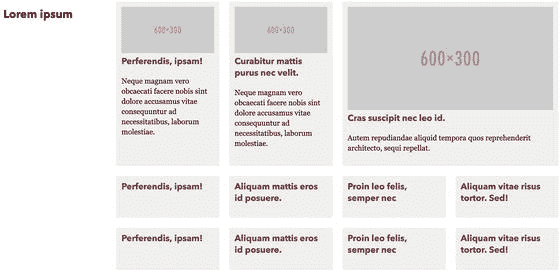 Lorem ipsum
600×300
Perferendis, ipsam!
Neque magnam vero
obcaecati facere nobis sint
dolore accusamus vitae
consequuntur ad
necessitatibus, laborum
molestiae.
600×300
Curabitur mattis
purus nec velit.
Neque magnam vero
obcaecati facere nobis sint
dolore accusamus vitae
consequuntur ad
necessitatibus, laborum
molestiae.
600×300
Cras suscipit nec leo id.
Autem repudiandae aliquid tempora quos reprehenderit
architecto, sequi repellat.
Perferendis, ipsam!
Aliquam mattis eros
id posuere.
Proin leo felis,
semper nec
Aliquam vitae risus
tortor. Sed!
Perferendis, ipsam!
Aliquam mattis eros
id posuere.
Proin leo felis,
semper nec
Aliquam vitae risus
tortor. Sed!